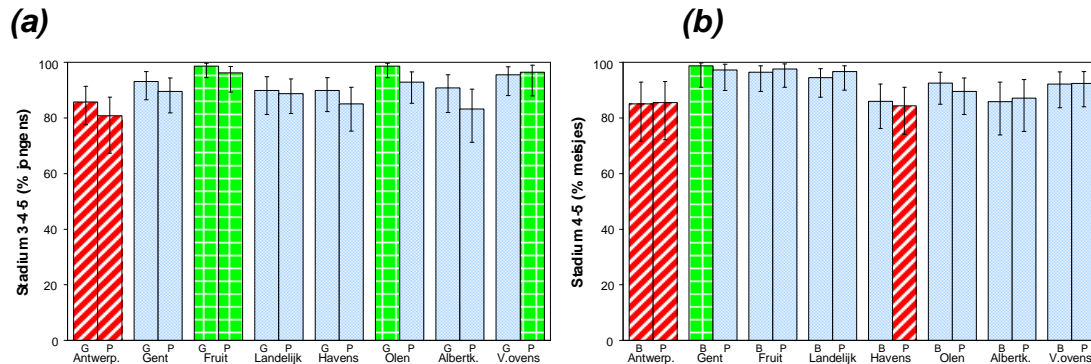 (a)
(b)
Stadium 3-4-5 (% jongens)
100
80
60
40
20
0
G P G P G P G P G P G P G P G P
Antwerp. Gent Fruit Landelijk Havens Olen Albertk. V.ovens
Stadium 4-5 (% meisjes)
100
80
60
40
20
0
B P B P B P B P B P B P B P B P
Antwerp. Gent Fruit Landelijk Havens Olen Albertk. V.ovens